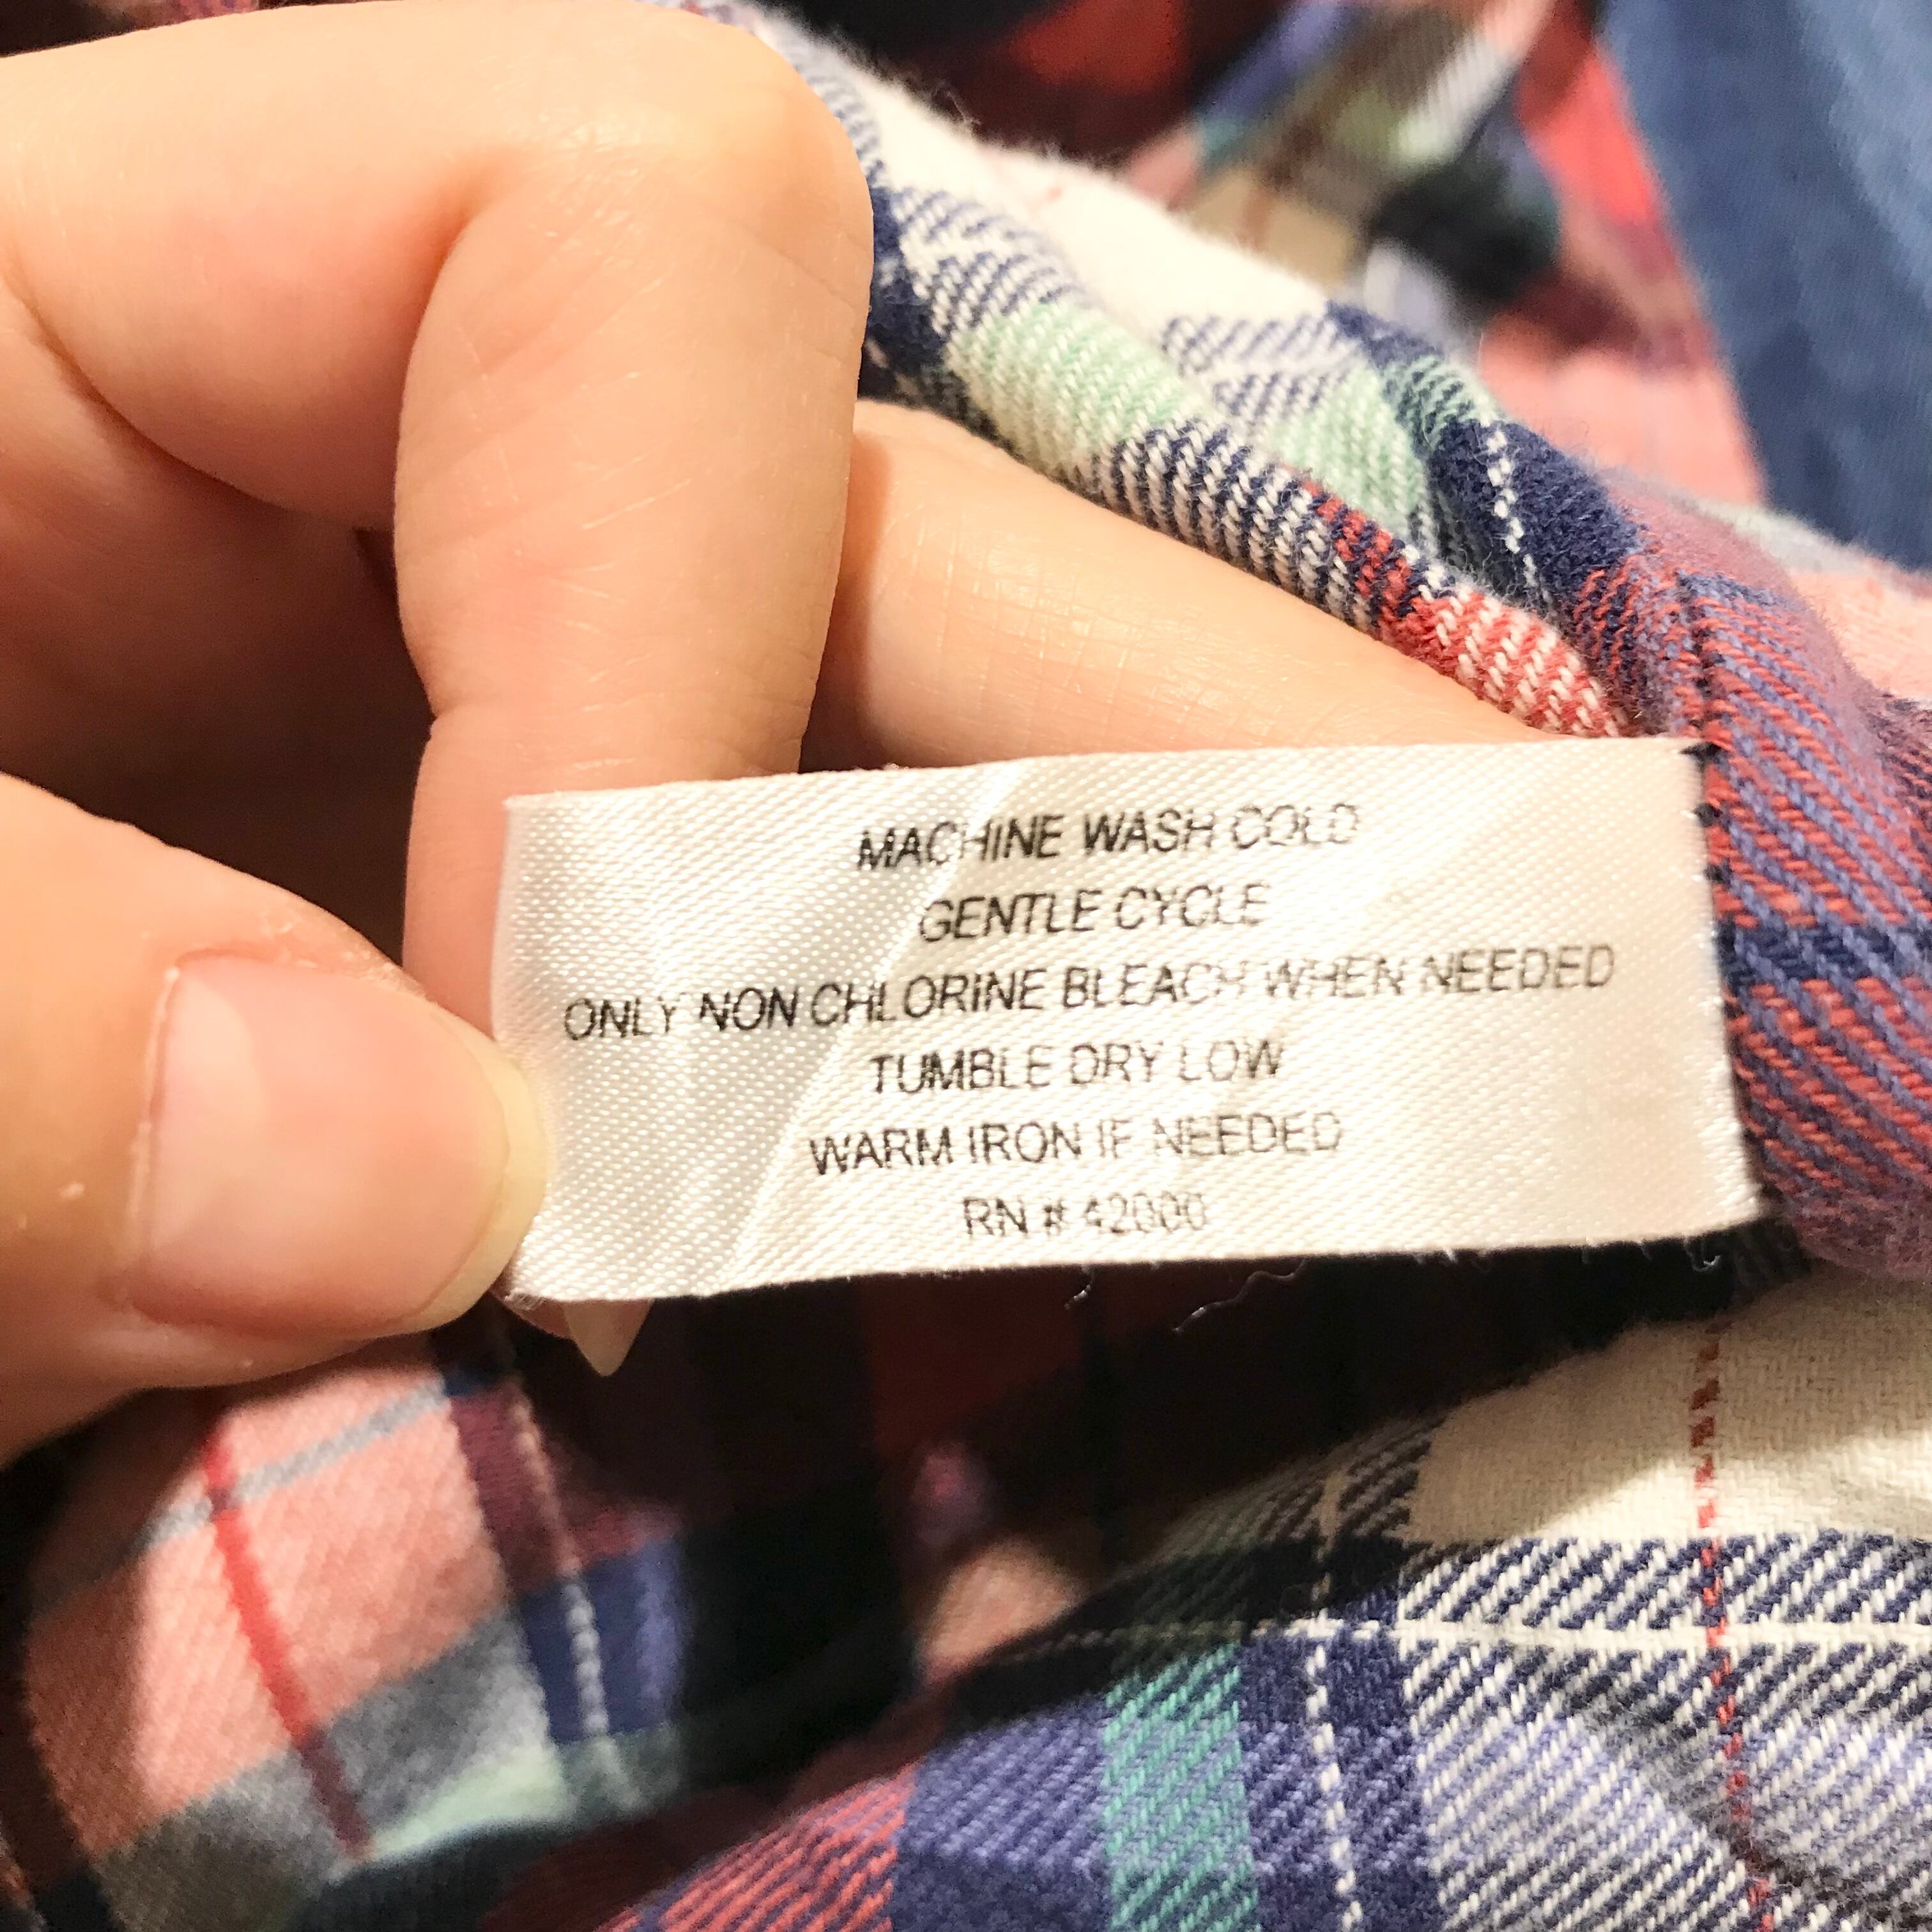 MACHINE WASH COLD
GENTLE CYCLE
ONLY NON CHLORINE BLEACH WHEN NEEDED
TUMBLE DRY LOW
WARM IRON IF NEEDED
RN # 42000